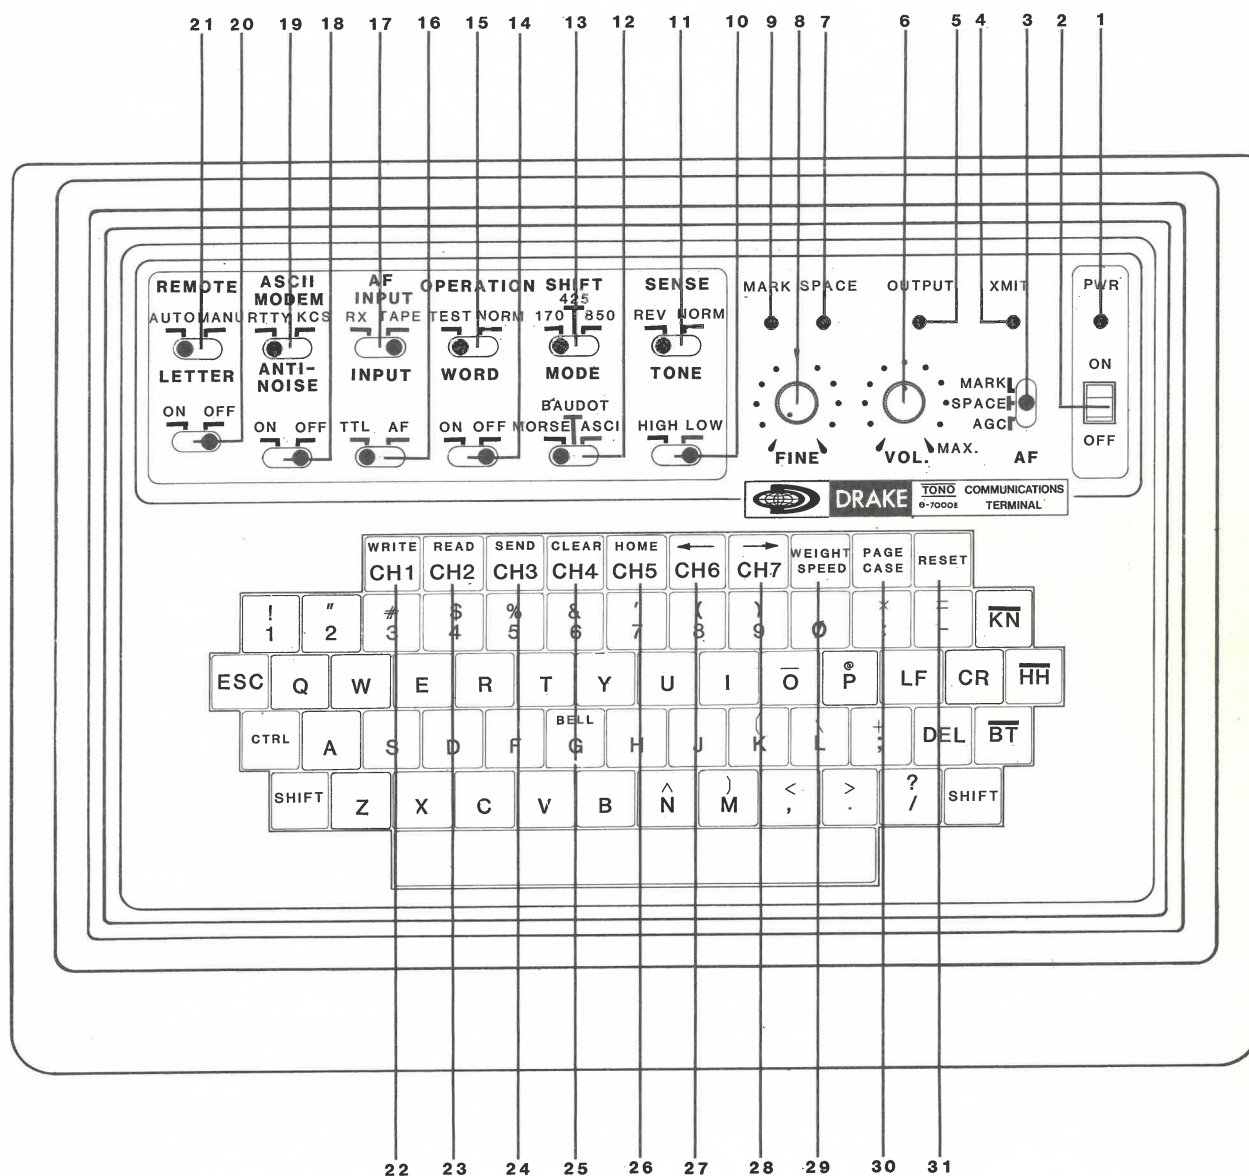 21 20 19 18 17 16 15 14 13 12 11 10 9 8 7 6 5 4 3 2 1
REMOTE ASCII MODEM AF INPUT OPERATION SHIFT SENSE MARK SPACE OUTPUT XMIT PWR
425
AUTO MANU RTTY KCS RX TAPE TEST NORM 170 850 REV NORM
LETTER ANTI-NOISE INPUT WORD MODE TONE ON
MARK
SPACE
AGC
BAUDOT
ON OFF ON OFF TTL AF ON OFF MORSE ASCI HIGH LOW
FINE VOL. MAX. AF OFF
DRAKE TONO Θ-7000E COMMUNICATIONS TERMINAL
WRITE READ SEND CLEAR HOME ← → WEIGHT PAGE RESET
CH1 CH2 CH3 CH4 CH5 CH6 CH7 SPEED CASE
! " # $ % & ' ( ) * =
1 2 3 4 5 6 7 8 9 Ø : - KN
@
ESC Q W E R T Y U I O P LF CR HH
BELL ( \ +
CTRL A S D F G H J K L ; DEL BT
^ ) < > ?
SHIFT Z X C V B N M , . / SHIFT
22 23 24 25 26 27 28 29 30 31